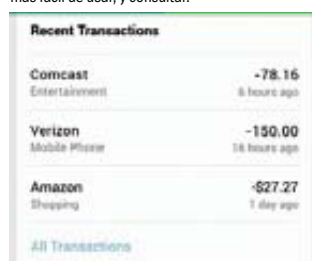 más fácil de usar, y consultar.
Recent Transactions
Comcast -78.16
Entertainment 6 hours ago
Verizon -150.00
Mobile Phone 16 hours ago
Amazon -$27.27
Shopping 1 day ago
All Transactions